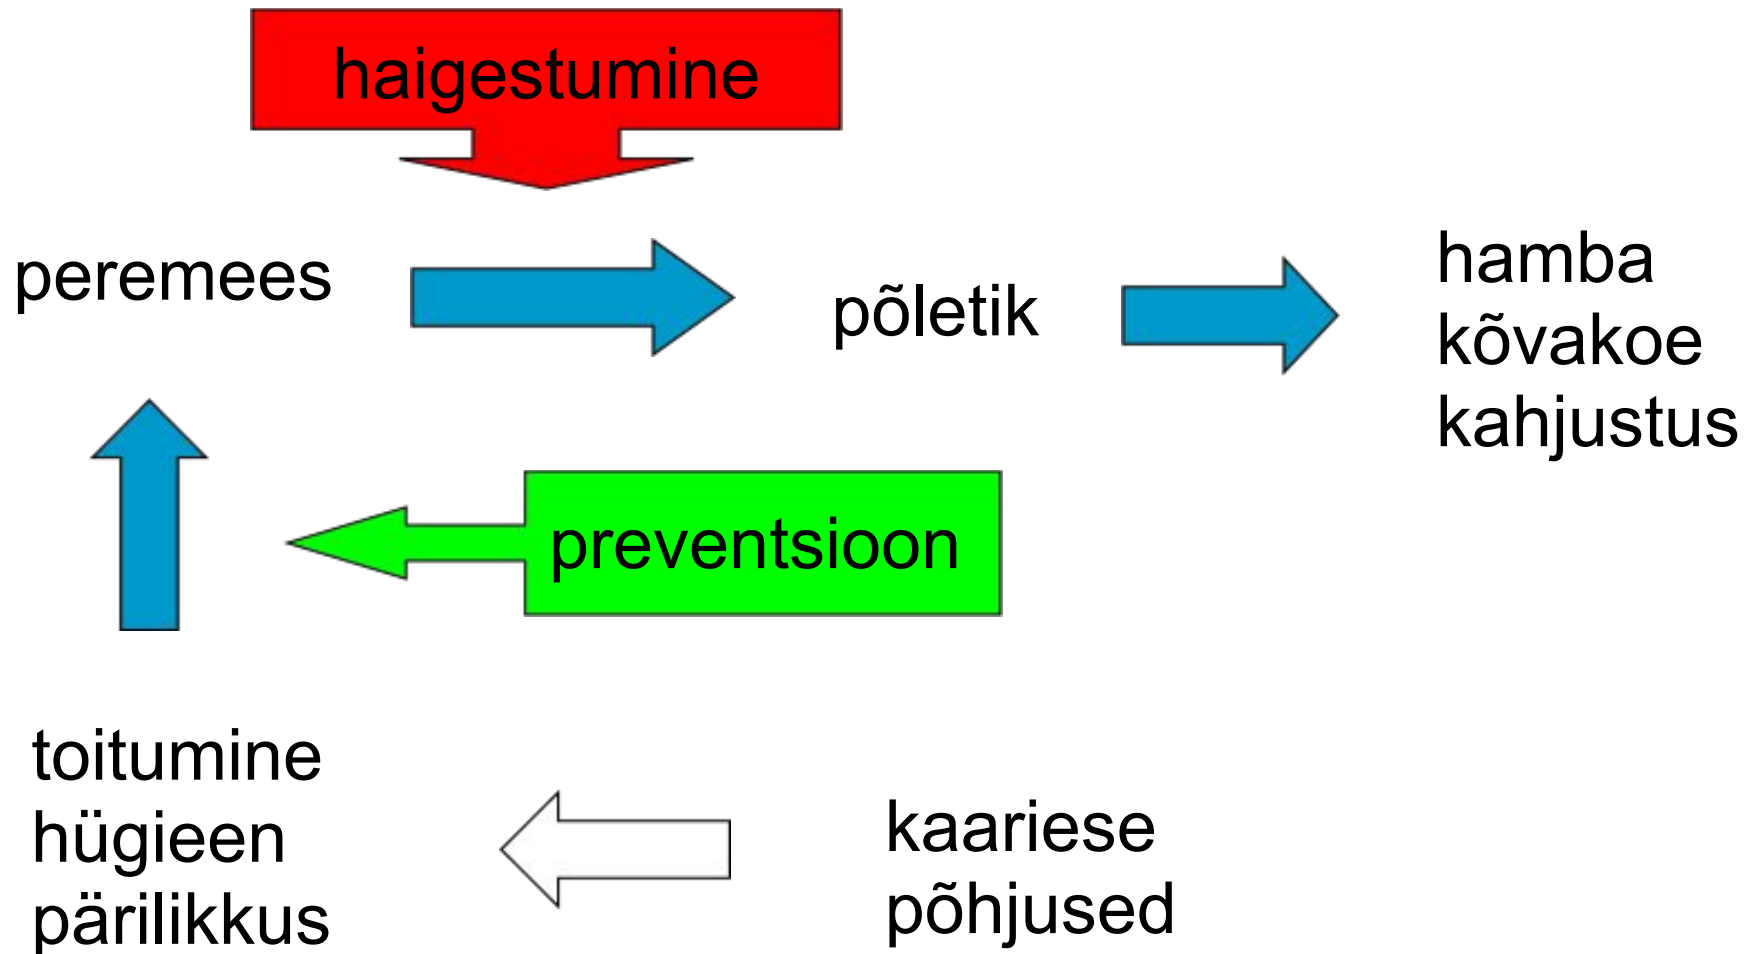 haigestumine
peremees
põletik
hamba
kõvakoe
kahjustus
preventsioon
toitumine
hügieen
pärilikkus
kaariese
põhjused